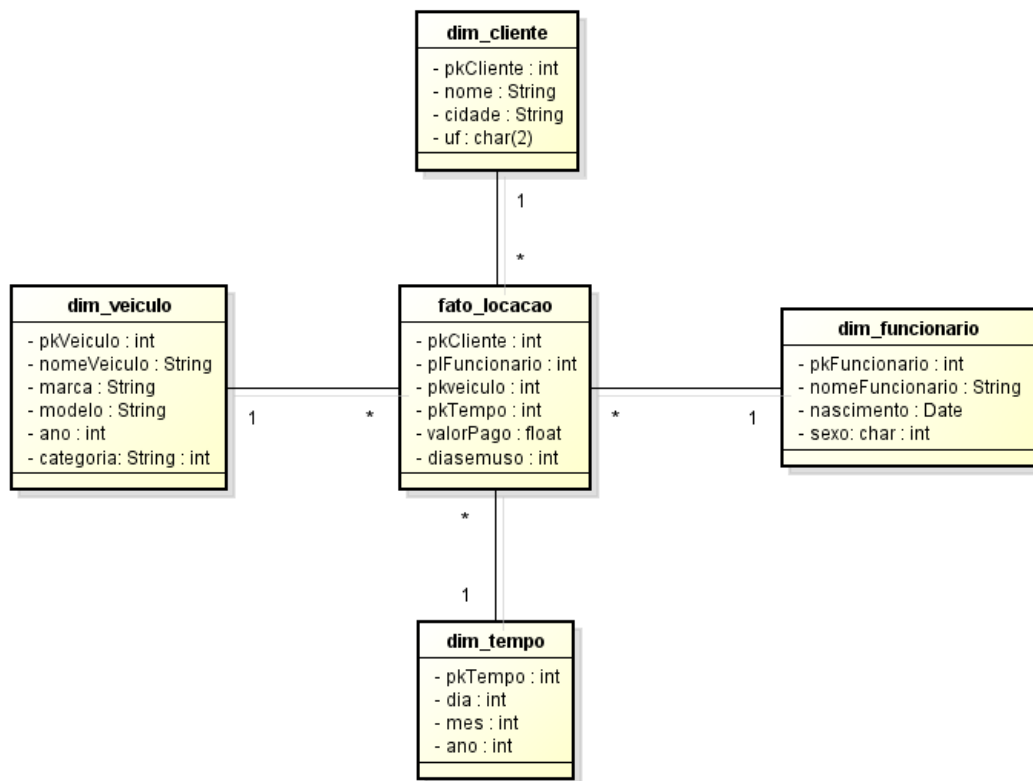 dim_cliente
- pkCliente : int
- nome : String
- cidade : String
- uf : char(2)
1
*
dim_veiculo
- pkVeiculo : int
- nomeVeiculo : String
- marca : String
- modelo : String
- ano : int
- categoria: String : int
1
*
fato_locacao
- pkCliente : int
- plFuncionario : int
- pkveiculo : int
- pkTempo : int
- valorPago : float
- diasemuso : int
*
1
dim_funcionario
- pkFuncionario : int
- nomeFuncionario : String
- nascimento : Date
- sexo: char : int
*
1
dim_tempo
- pkTempo : int
- dia : int
- mes : int
- ano : int